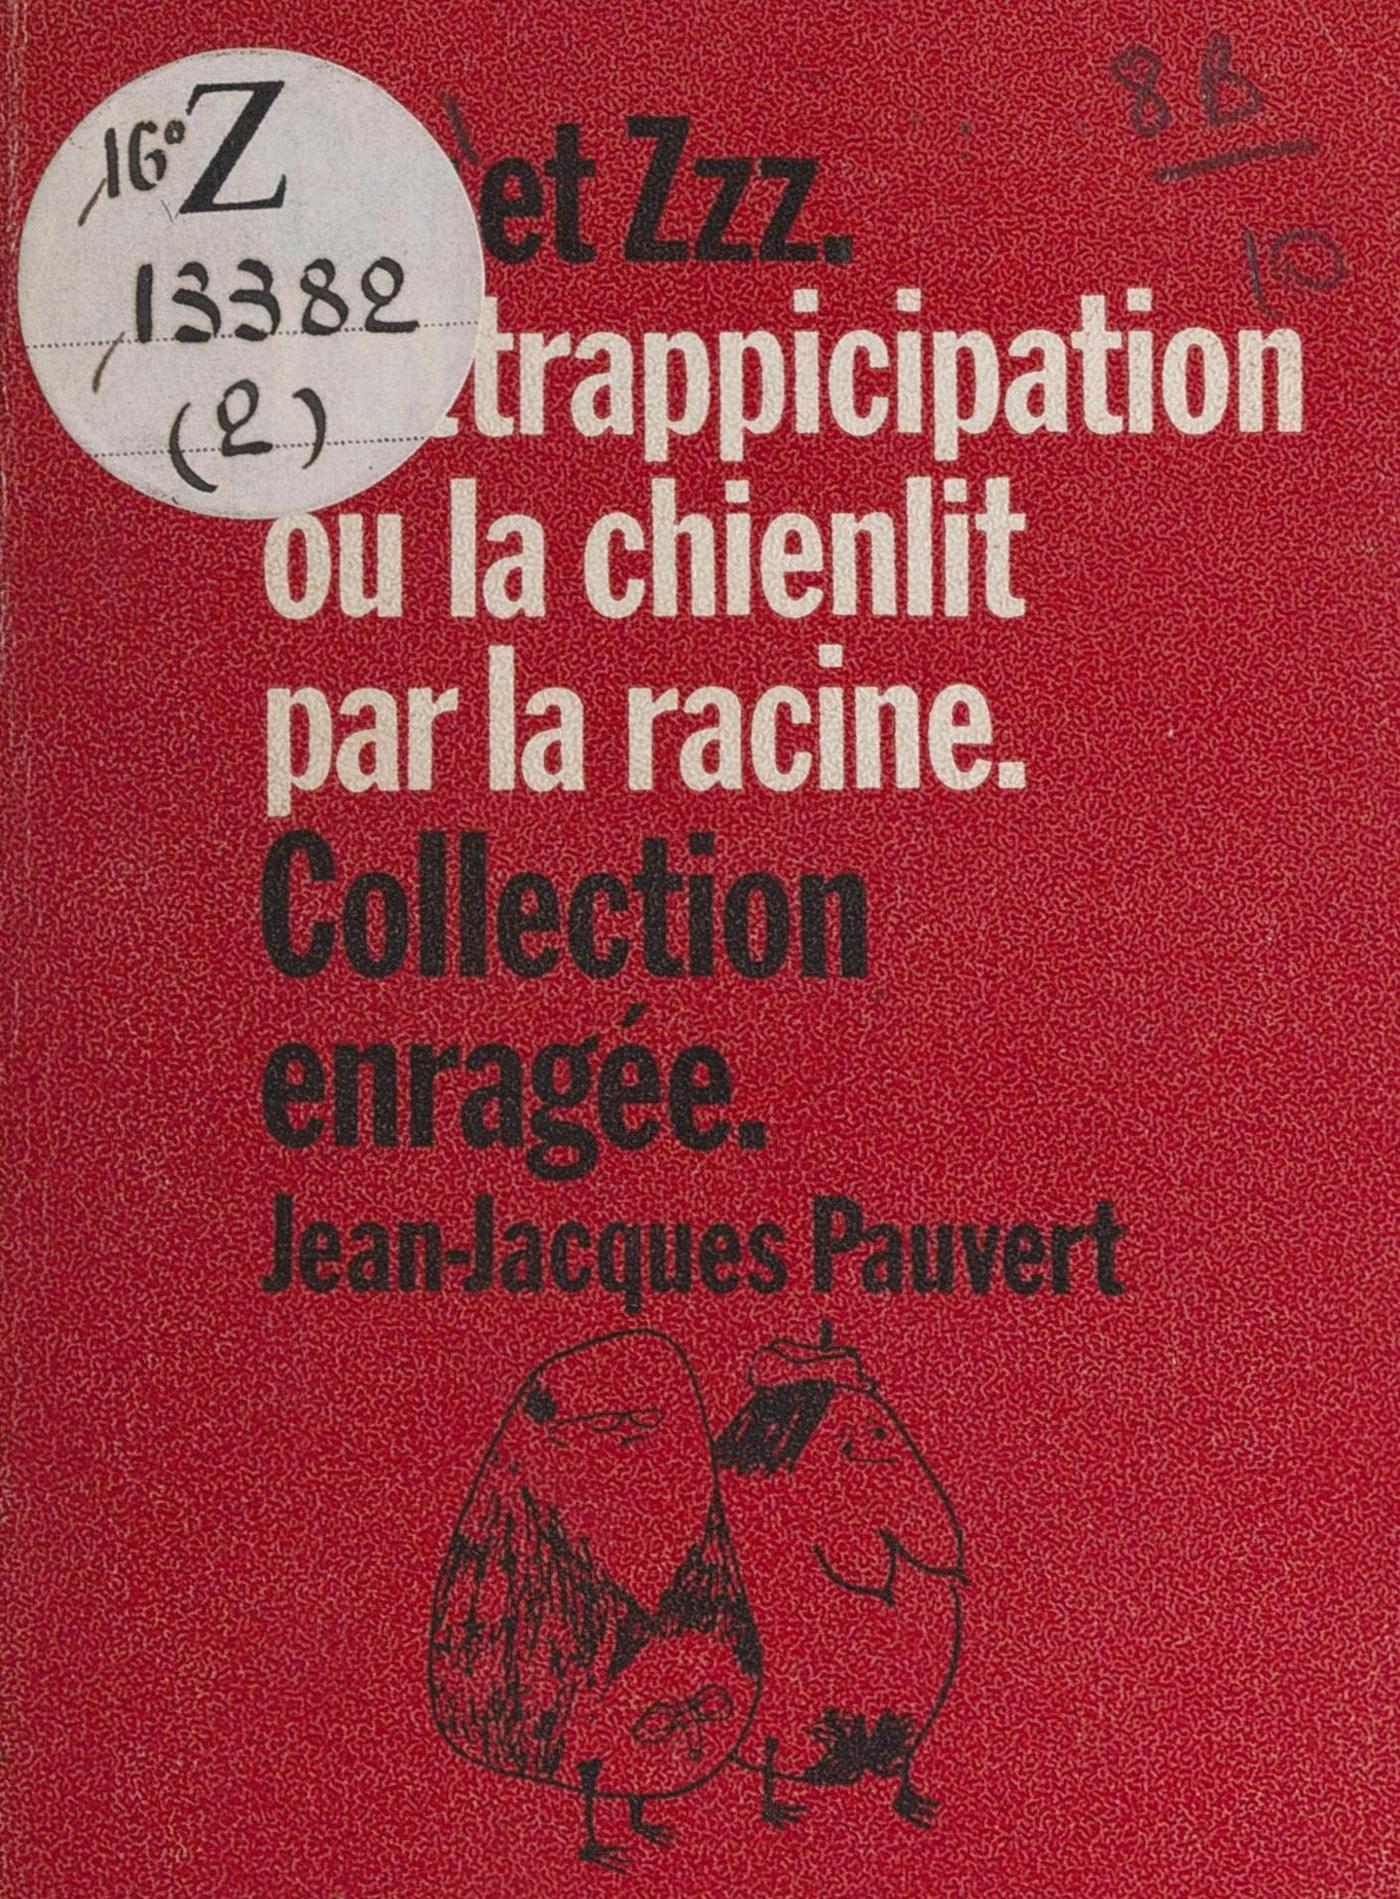 16° Z
13382
(2)
8B
10
et Zzz.
trappicipation
ou la chienlit
par la racine.
Collection
enragée.
Jean-Jacques Pauvert